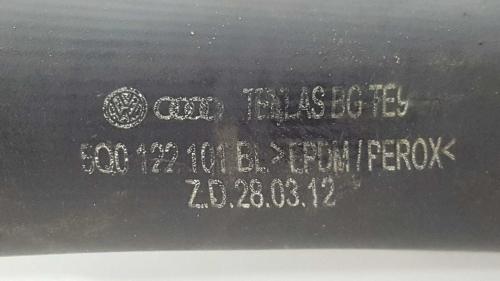 TEKLAS BG TE9
5Q0 122 101 BL >EPDM/PEROX<
Z.D.28.03.12